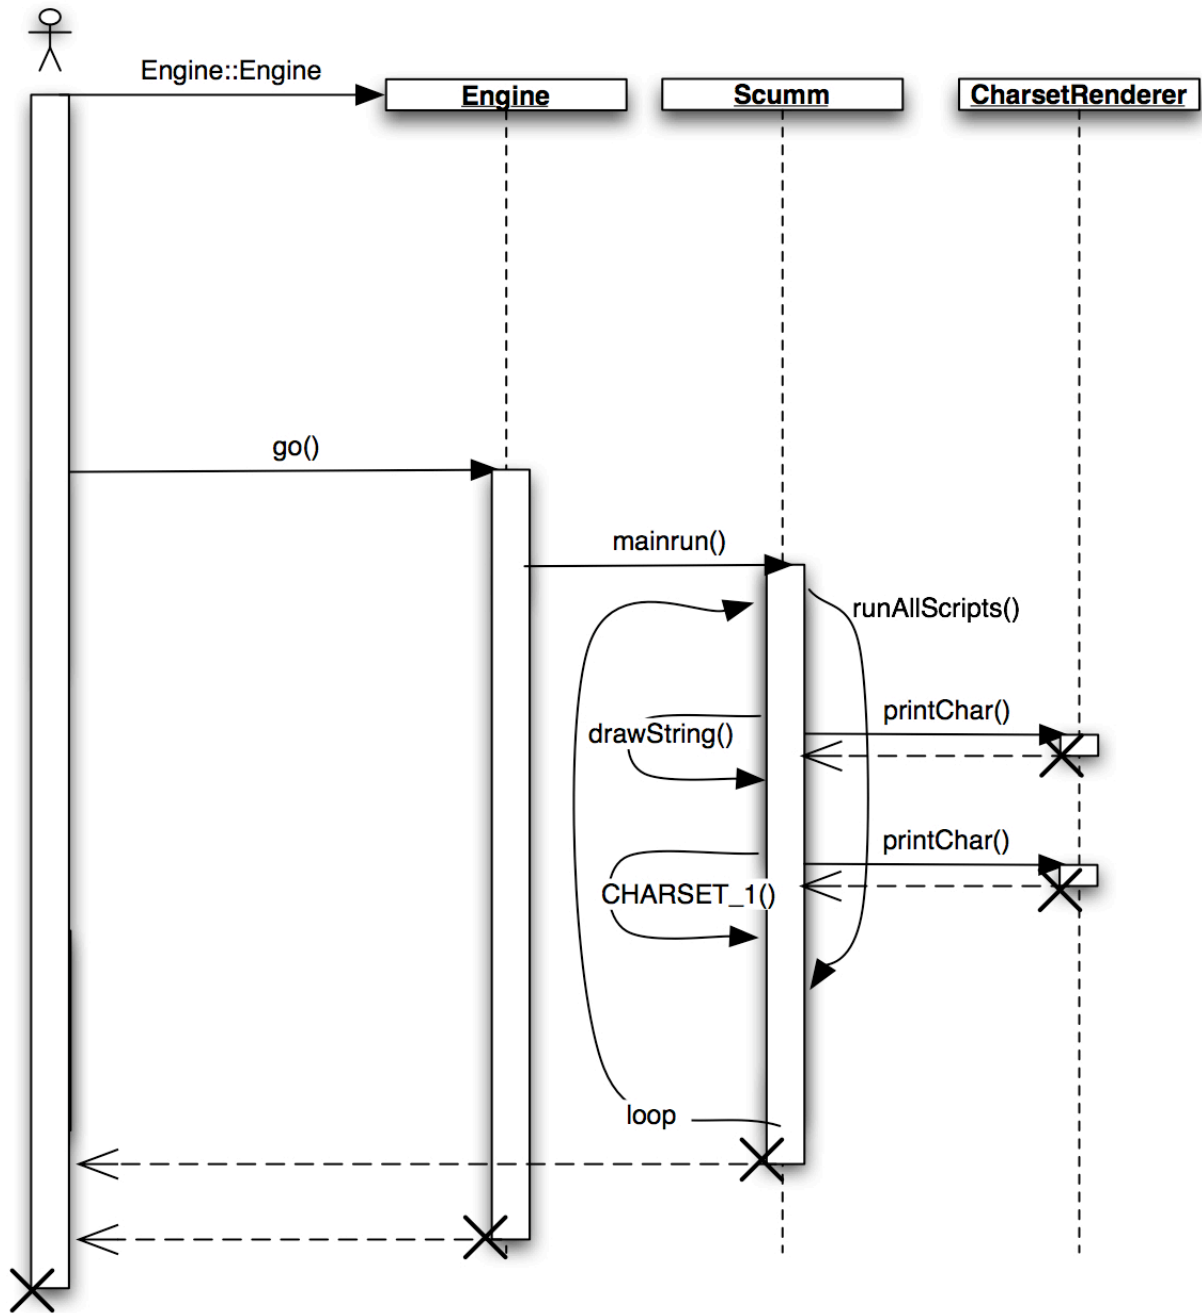 Engine::Engine
Engine
Scumm
CharsetRenderer
go()
mainrun()
runAllScripts()
printChar()
drawString()
printChar()
CHARSET_1()
loop